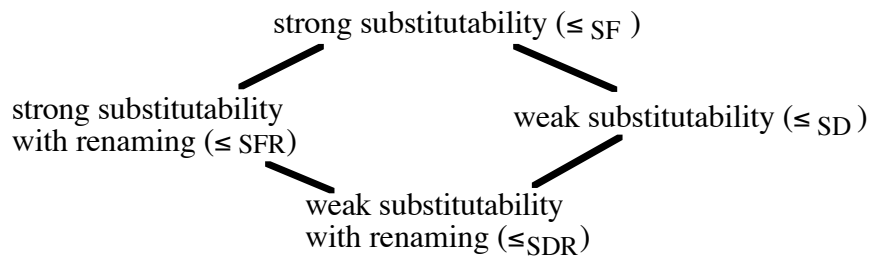 strong substitutability (≤ SF )
strong substitutability
with renaming (≤ SFR)
weak substitutability (≤ SD )
weak substitutability
with renaming (≤SDR)